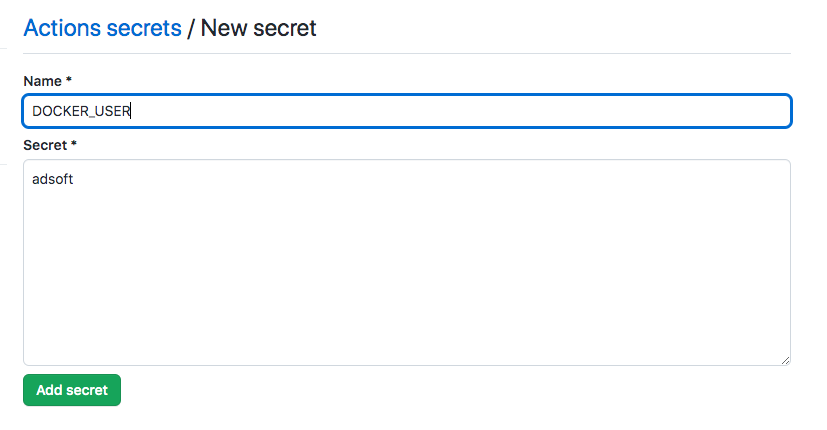 Actions secrets / New secret
Name *
DOCKER_USER
Secret *
adsoft
Add secret